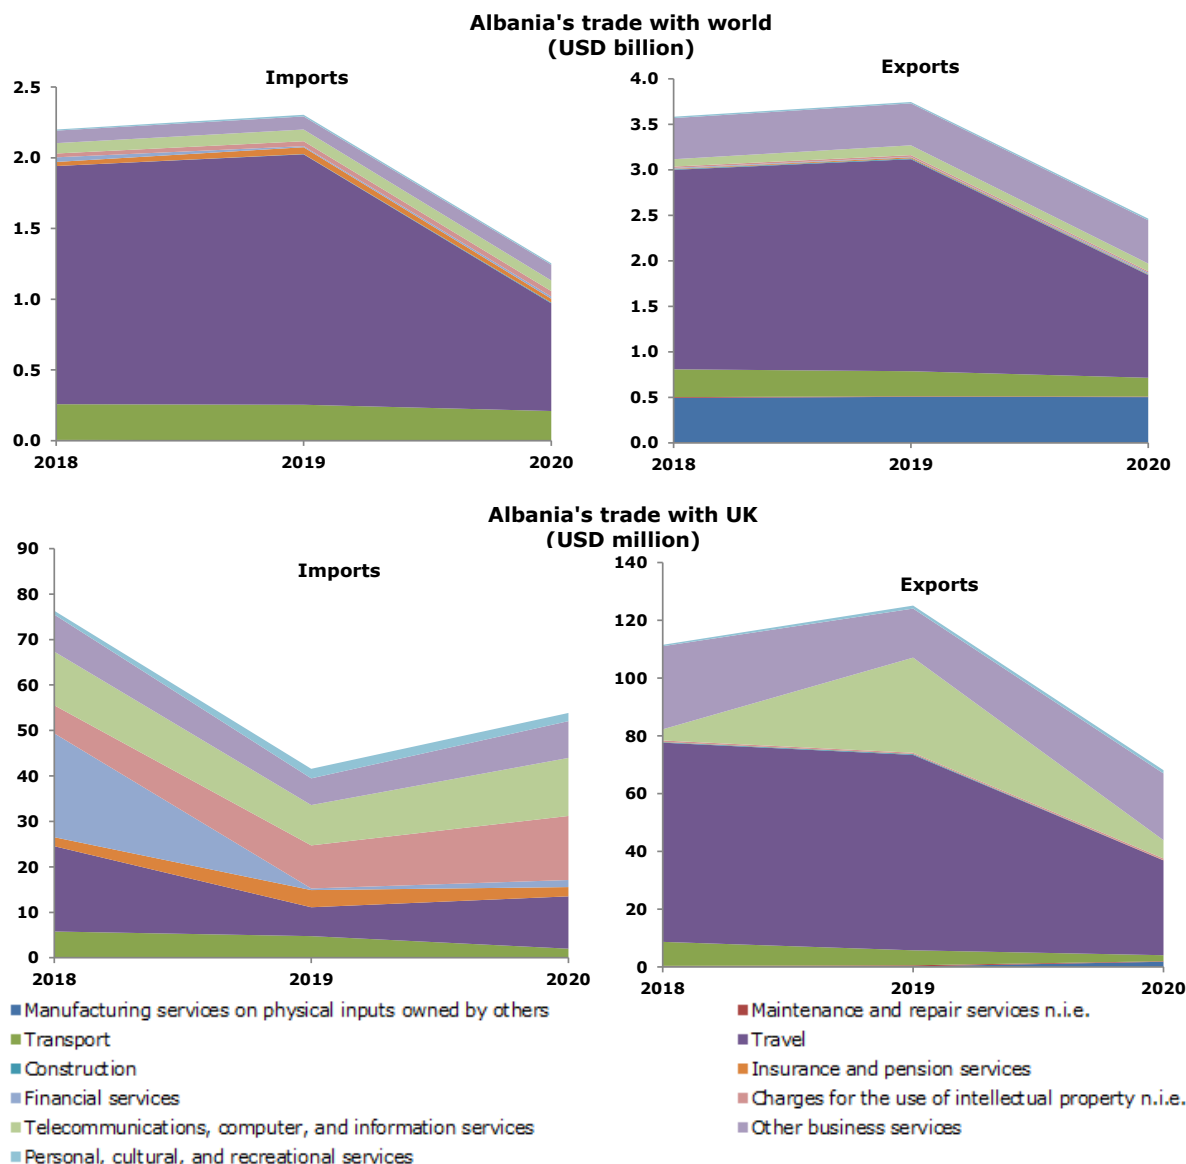 Albania's trade with world
(USD billion)
Imports
2.5
2.0
1.5
1.0
0.5
0.0
2018 2019 2020
Exports
4.0
3.5
3.0
2.5
2.0
1.5
1.0
0.5
0.0
2018 2019 2020
Albania's trade with UK
(USD million)
Imports
90
80
70
60
50
40
30
20
10
0
2018 2019 2020
Exports
140
120
100
80
60
40
20
0
2018 2019 2020
Manufacturing services on physical inputs owned by others
Maintenance and repair services n.i.e.
Transport
Travel
Construction
Insurance and pension services
Financial services
Charges for the use of intellectual property n.i.e.
Telecommunications, computer, and information services
Other business services
Personal, cultural, and recreational services